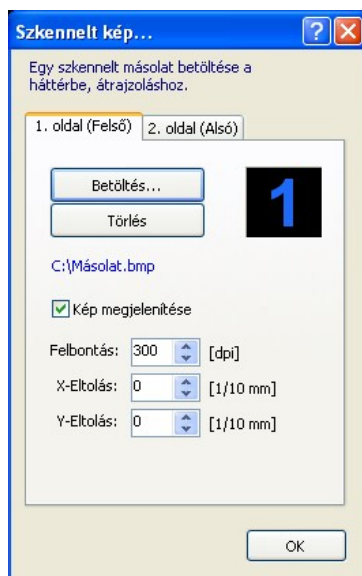 Szkennelt kép...
Egy szkennelt másolat betöltése a
háttérbe, átrajzoláshoz.
1. oldal (Felső) 2. oldal (Alsó)
Betöltés...
1
Törlés
C:\Másolat.bmp
Kép megjelenítése
Felbontás: 300 [dpi]
X-Eltolás: 0 [1/10 mm]
Y-Eltolás: 0 [1/10 mm]
OK